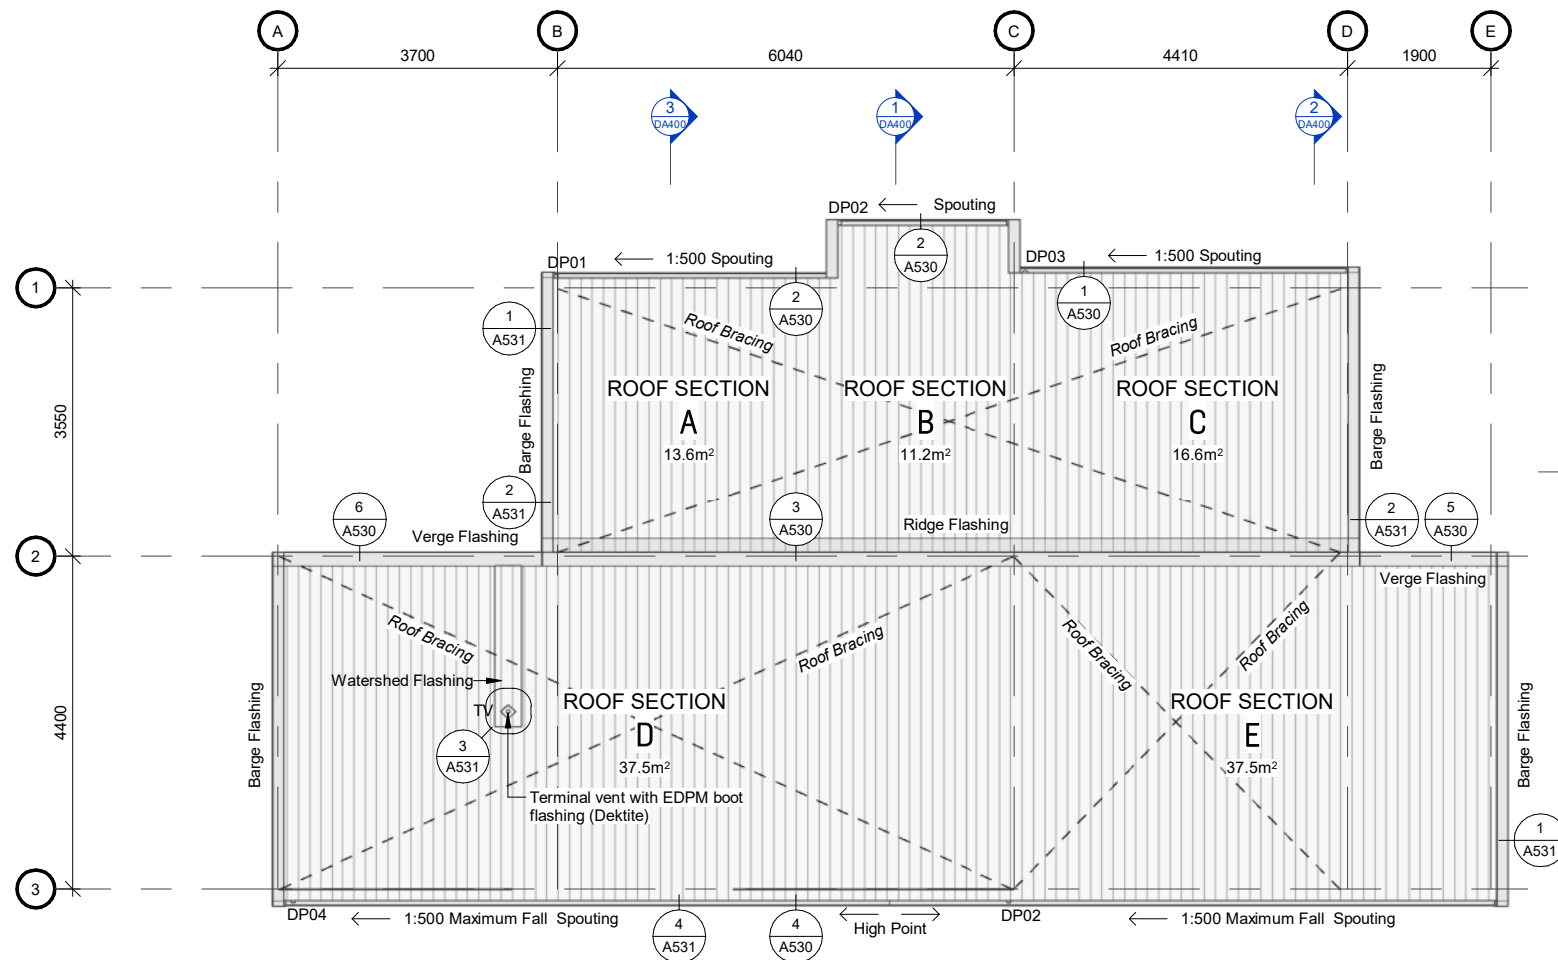 A
B
C
D
E
3700
6040
4410
1900
3
DA400
1
DA400
2
DA400
DP02
Spouting
2
A530
DP01
1:500 Spouting
DP03
1:500 Spouting
1
2
A530
1
A530
1
A531
Roof Bracing
Roof Bracing
3550
Barge Flashing
Barge Flashing
ROOF SECTION
A
13.6m²
ROOF SECTION
B
11.2m²
ROOF SECTION
C
16.6m²
2
A531
6
A530
3
A530
Ridge Flashing
2
A531
5
A530
Verge Flashing
2
Verge Flashing
Roof Bracing
Roof Bracing
Roof Bracing
Roof Bracing
Watershed Flashing
TV
3
A531
4400
Barge Flashing
Barge Flashing
ROOF SECTION
D
37.5m²
ROOF SECTION
E
37.5m²
Terminal vent with EDPM boot
flashing (Dektite)
1
A531
3
DP04
1:500 Maximum Fall Spouting
4
A531
4
A530
High Point
DP02
1:500 Maximum Fall Spouting